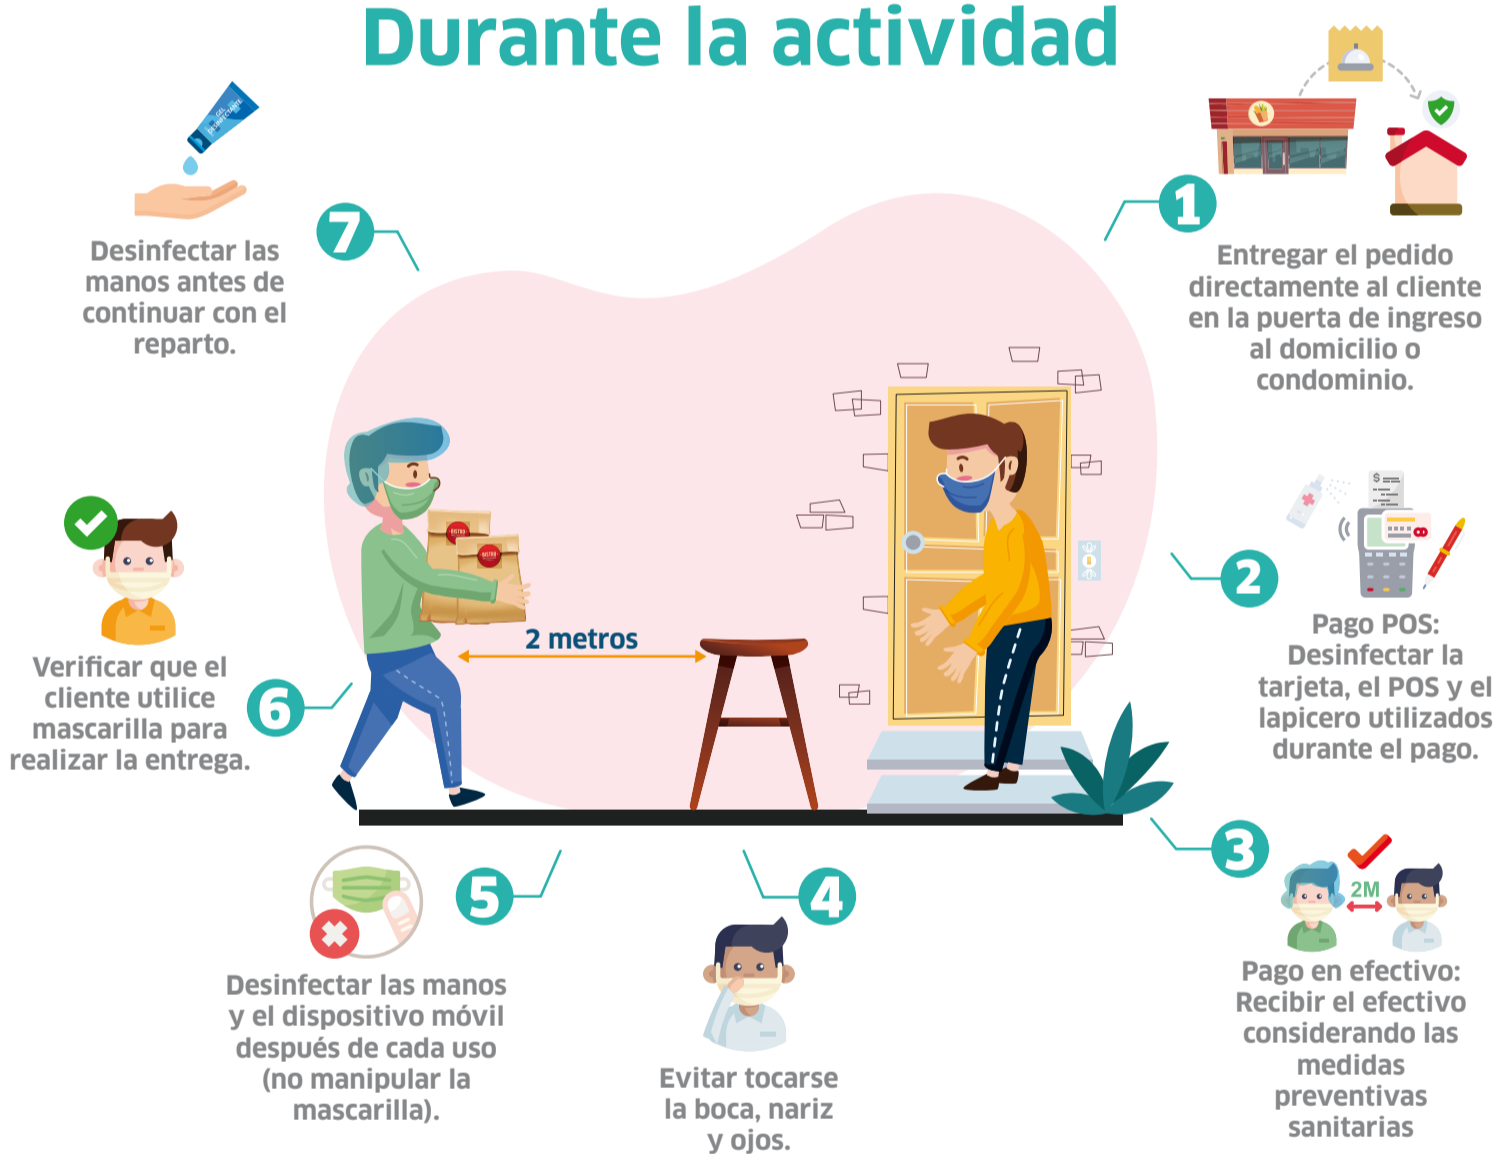 Durante la actividad
1
Entregar el pedido
directamente al cliente
en la puerta de ingreso
al domicilio o
condominio.
2
$
Pago POS:
Desinfectar la
tarjeta, el POS y el
lapicero utilizados
durante el pago.
3
2M
Pago en efectivo:
Recibir el efectivo
considerando las
medidas
preventivas
sanitarias
4
Evitar tocarse
la boca, nariz
y ojos.
5
Desinfectar las manos
y el dispositivo móvil
después de cada uso
(no manipular la
mascarilla).
6
Verificar que el
cliente utilice
mascarilla para
realizar la entrega.
7
GEL
DESINFECTANTE
Desinfectar las
manos antes de
continuar con el
reparto.
BISTRO
BISTRO
2 metros